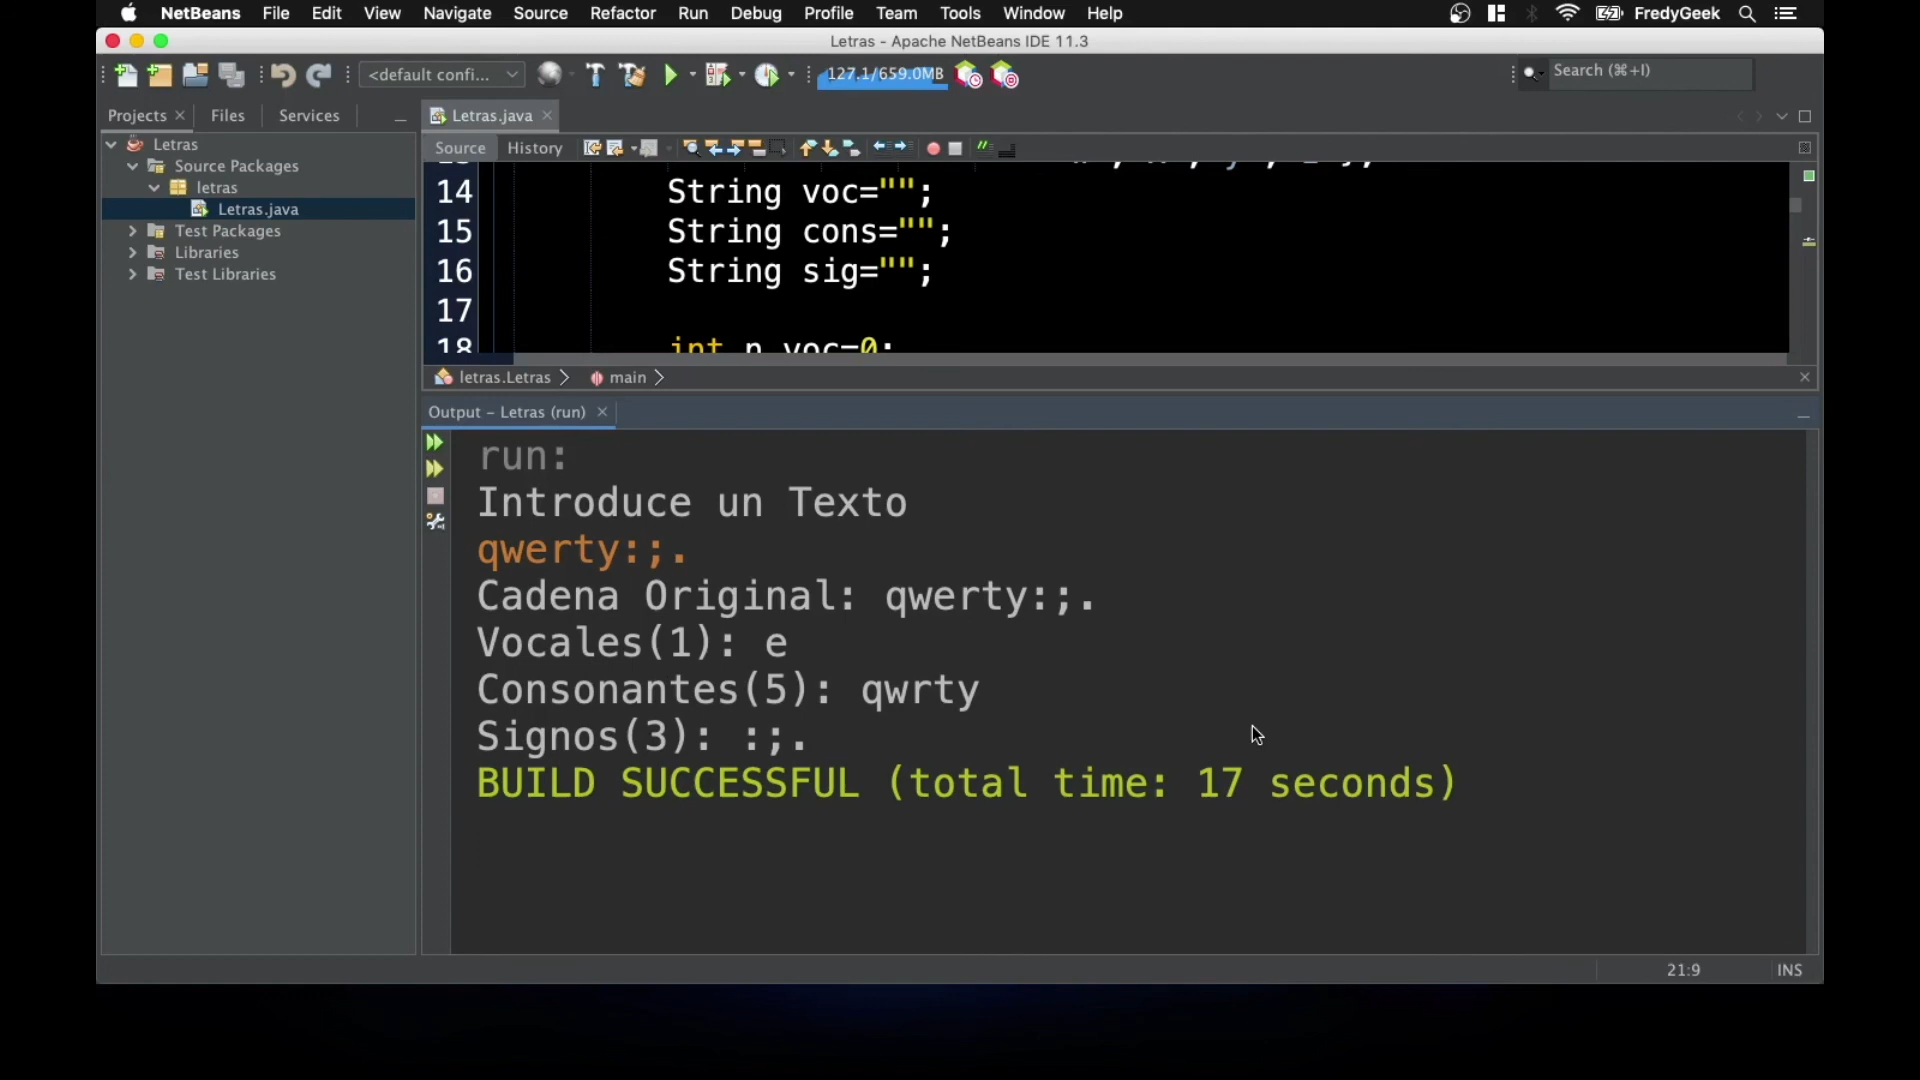 NetBeans File Edit View Navigate Source Refactor Run Debug Profile Team Tools Window Help FredyGeek
Letras - Apache NetBeans IDE 11.3
<default confi... 127.1/659.0MB Search (⌘+I)
Projects Files Services Letras.java
Source History
Letras
Source Packages
letras
Letras.java
Test Packages
Libraries
Test Libraries
14 String voc="";
15 String cons="";
16 String sig="";
17
18 int n_voc=0;
letras.Letras main
Output - Letras (run)
run:
Introduce un Texto
qwerty:;.
Cadena Original: qwerty:;.
Vocales(1): e
Consonantes(5): qwrty
Signos(3): :;.
BUILD SUCCESSFUL (total time: 17 seconds)
21:9 INS